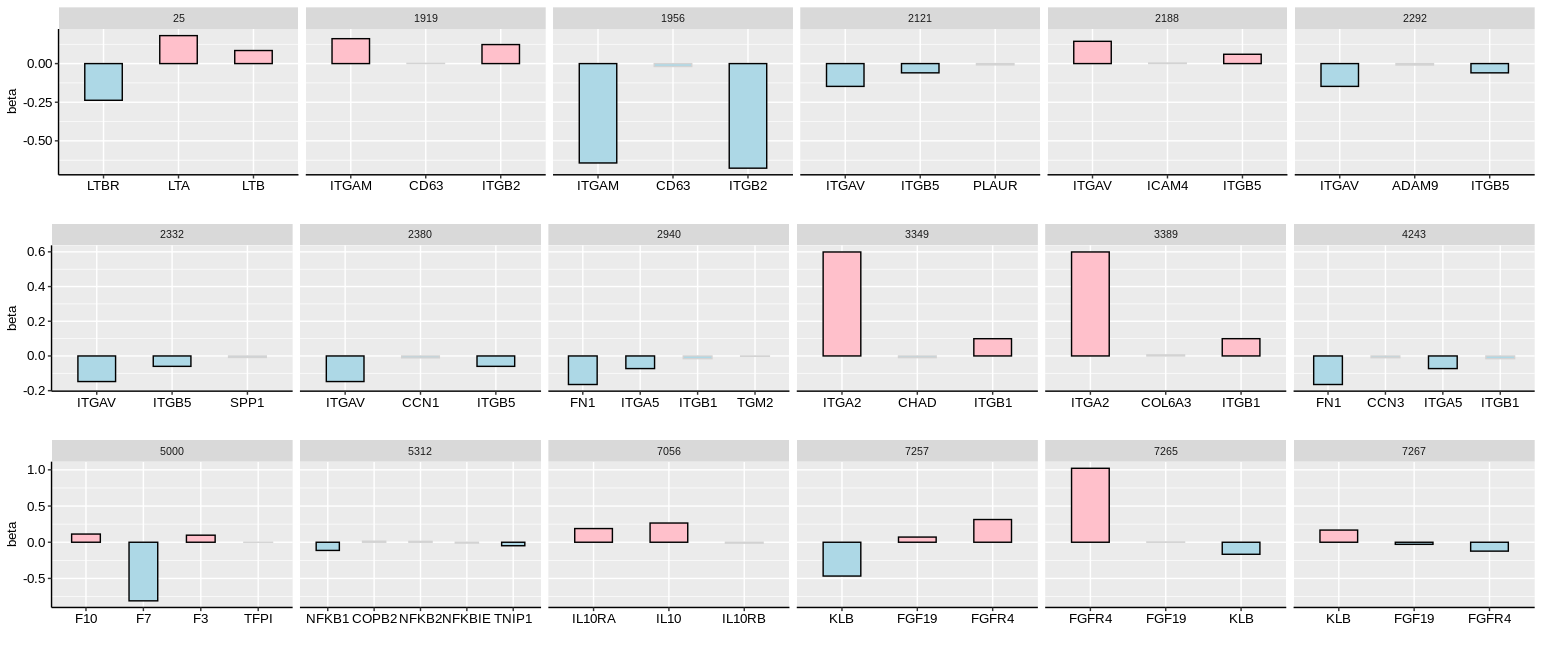 25 1919 1956 2121 2188 2292
beta
0.00
-0.25
-0.50
LTBR LTA LTB ITGAM CD63 ITGB2 ITGAM CD63 ITGB2 ITGAV ITGB5 PLAUR ITGAV ICAM4 ITGB5 ITGAV ADAM9 ITGB5
2332 2380 2940 3349 3389 4243
beta
0.6
0.4
0.2
0.0
-0.2
ITGAV ITGB5 SPP1 ITGAV CCN1 ITGB5 FN1 ITGA5 ITGB1 TGM2 ITGA2 CHAD ITGB1 ITGA2 COL6A3 ITGB1 FN1 CCN3 ITGA5 ITGB1
5000 5312 7056 7257 7265 7267
beta
1.0
0.5
0.0
-0.5
F10 F7 F3 TFPI NFKB1 COPB2 NFKB2 NFKBIE TNIP1 IL10RA IL10 IL10RB KLB FGF19 FGFR4 FGFR4 FGF19 KLB KLB FGF19 FGFR4